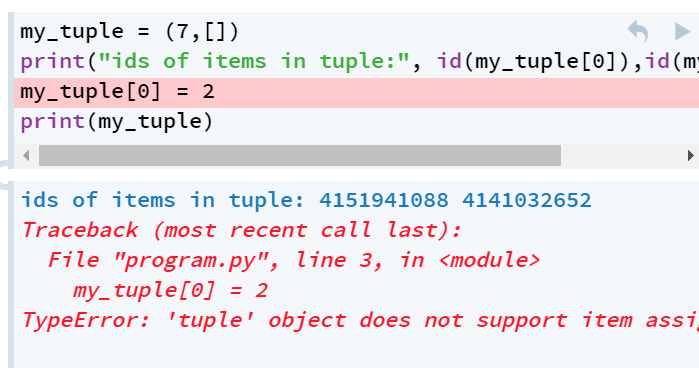 my_tuple = (7,[])
print("ids of items in tuple:", id(my_tuple[0]),id(m
my_tuple[0] = 2
print(my_tuple)
ids of items in tuple: 4151941088 4141032652
Traceback (most recent call last):
File "program.py", line 3, in <module>
my_tuple[0] = 2
TypeError: 'tuple' object does not support item assi